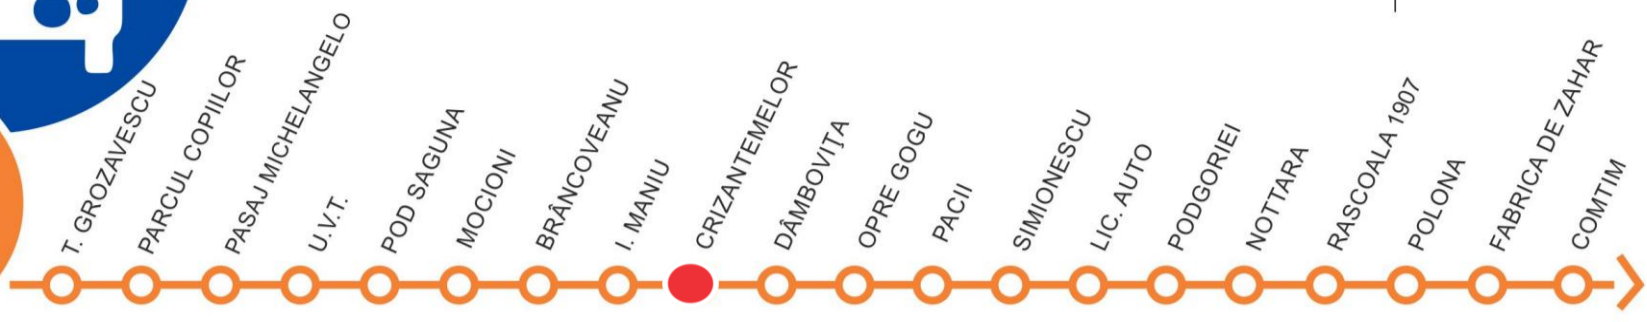 T. GROZAVESCU
PARCUL COPIILOR
PASAJ MICHELANGELO
U.V.T.
POD SAGUNA
MOCIONI
BRÂNCOVEANU
I. MANIU
CRIZANTEMELOR
DÂMBOVIŢA
OPRE GOGU
PACII
SIMIONESCU
LIC. AUTO
PODGORIEI
NOTTARA
RASCOALA 1907
POLONA
FABRICA DE ZAHAR
COMTIM